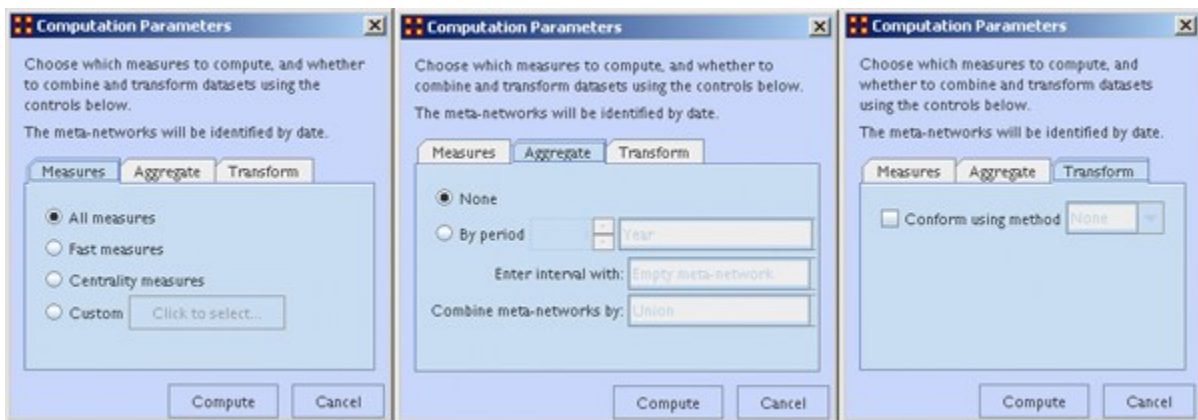 Computation Parameters
Choose which measures to compute, and whether
to combine and transform datasets using the
controls below.
The meta-networks will be identified by date.
Measures Aggregate Transform
All measures
Fast measures
Centrality measures
Custom Click to select...
Compute Cancel
Computation Parameters
Choose which measures to compute, and whether to
combine and transform datasets using the controls below.
The meta-networks will be identified by date.
Measures Aggregate Transform
None
By period Year
Enter interval with: Empty meta-network
Combine meta-networks by: Union
Compute Cancel
Computation Parameters
Choose which measures to compute, and
whether to combine and transform datasets
using the controls below.
The meta-networks will be identified by date.
Measures Aggregate Transform
Conform using method None
Compute Cancel